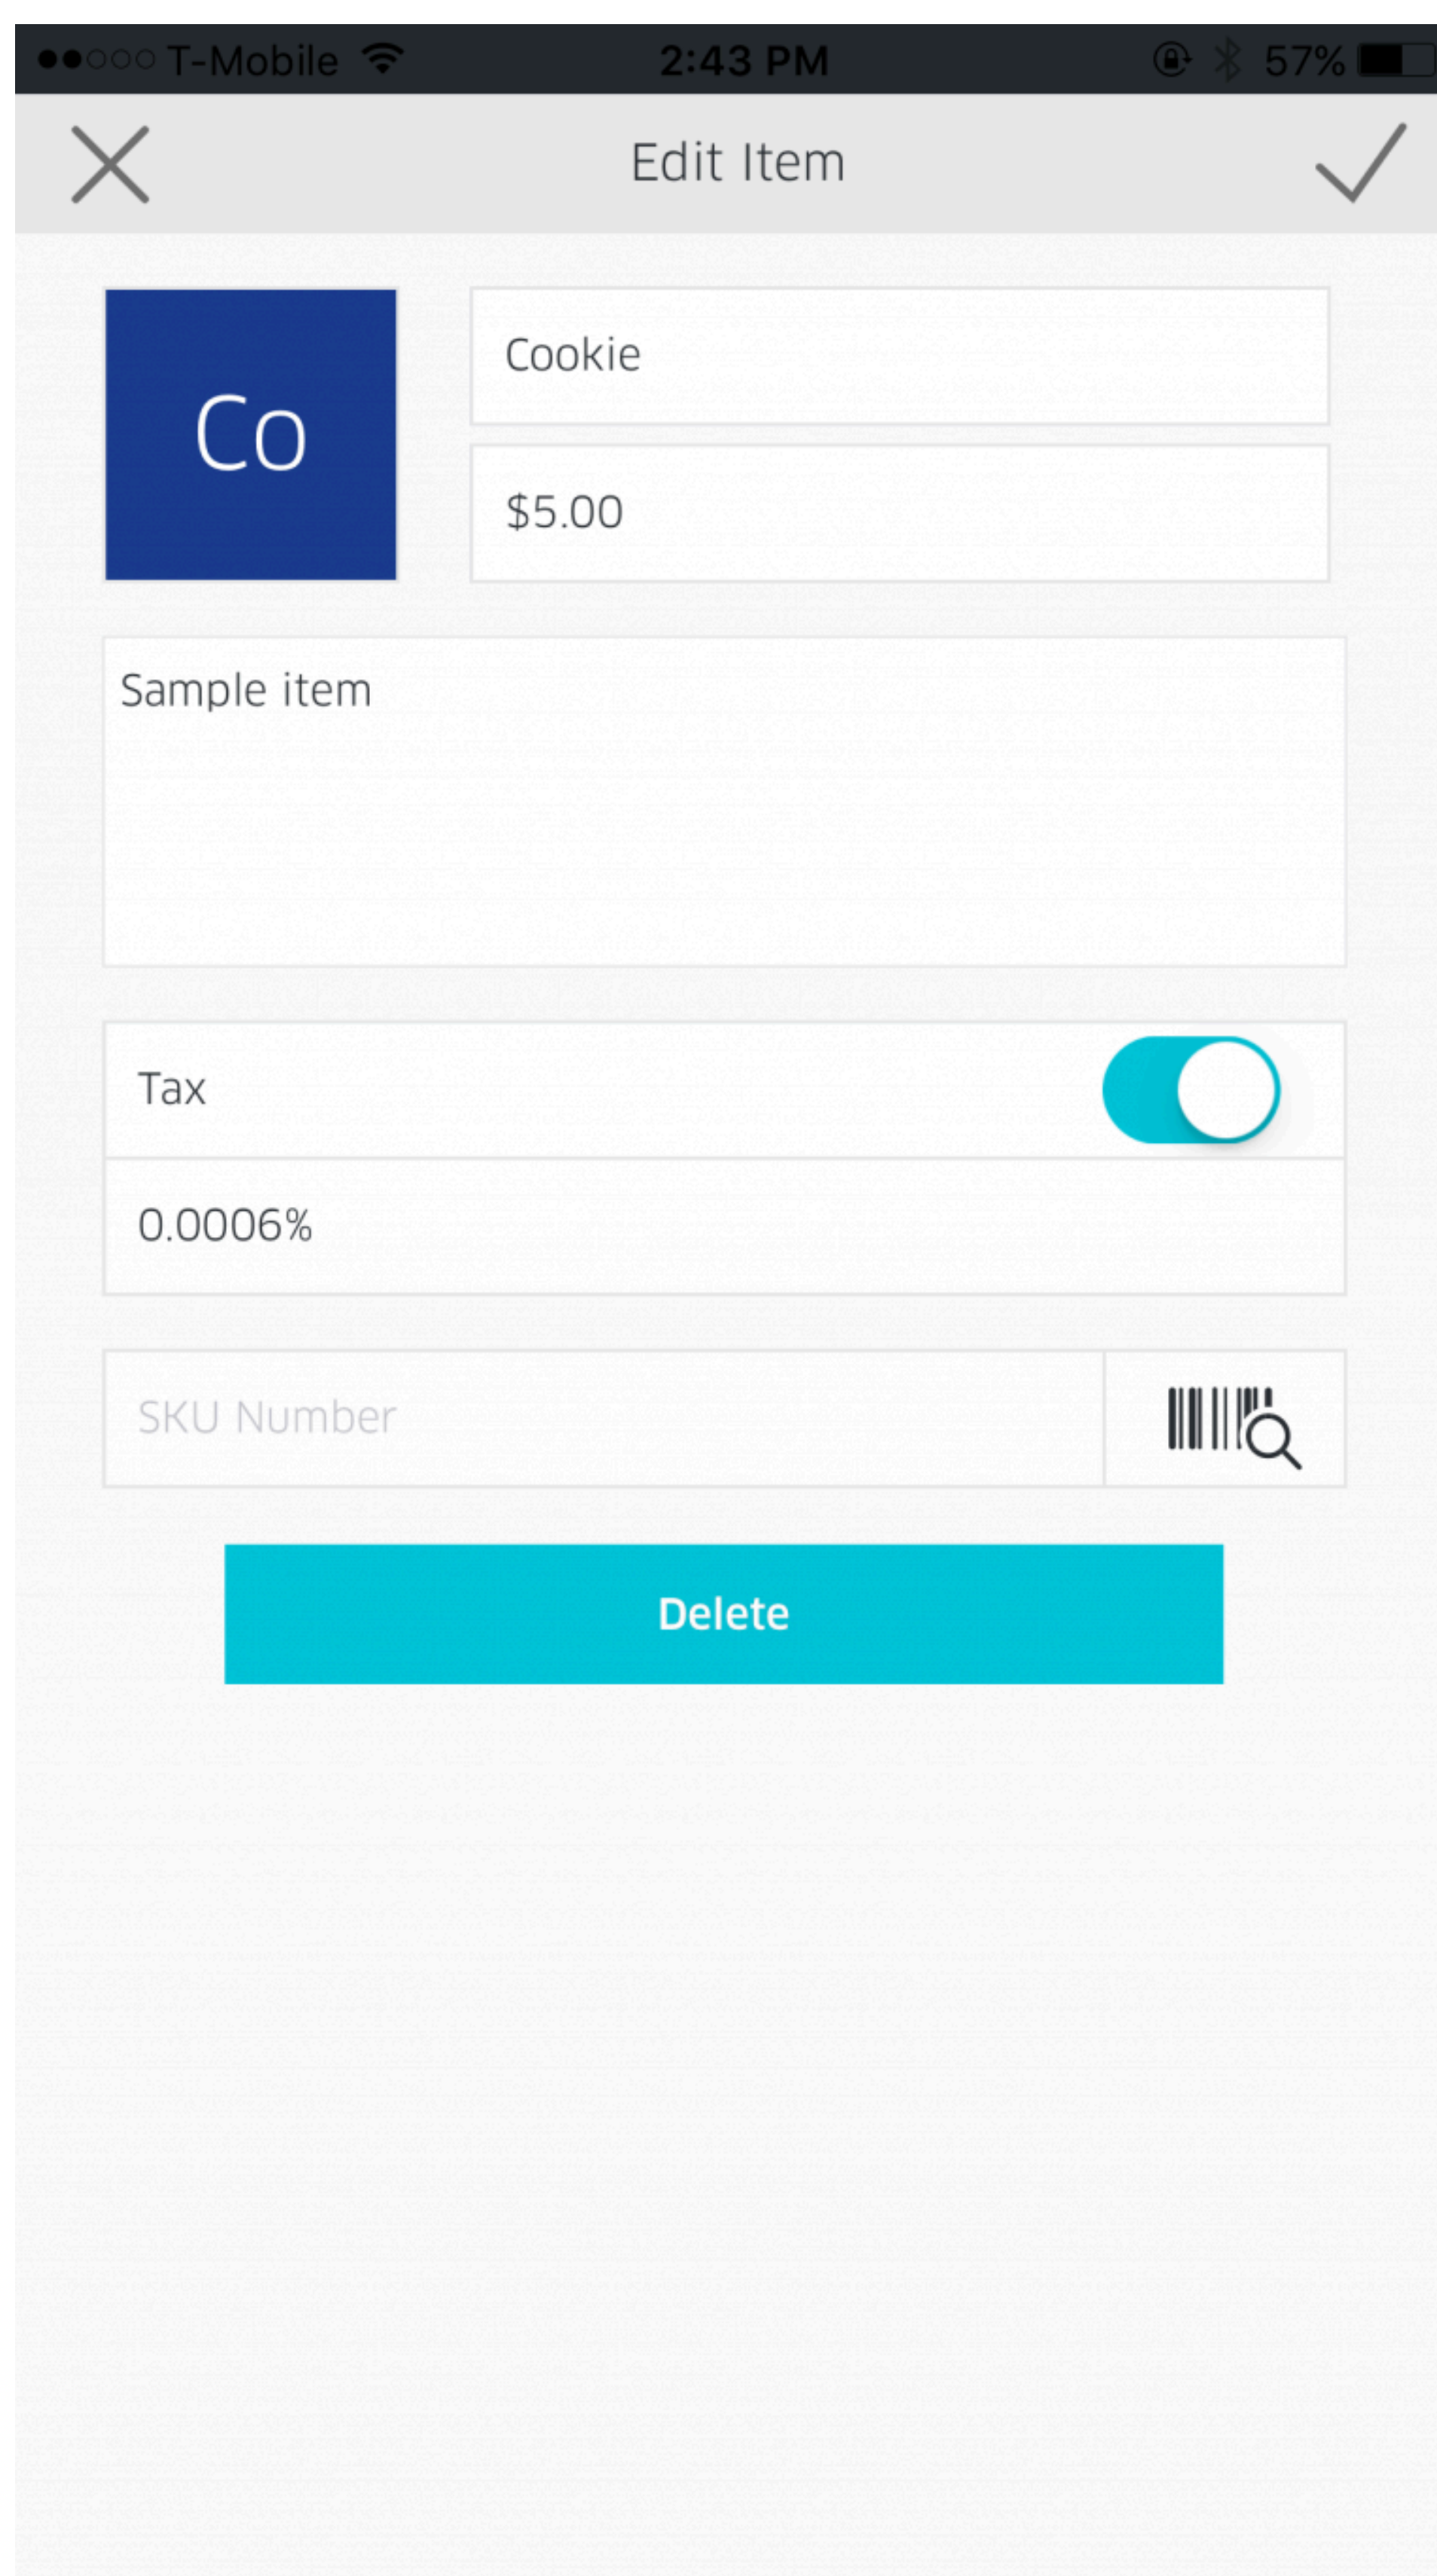 T-Mobile 2:43 PM 57%
Edit Item
Co
Cookie
$5.00
Sample item
Tax
0.0006%
SKU Number
Delete